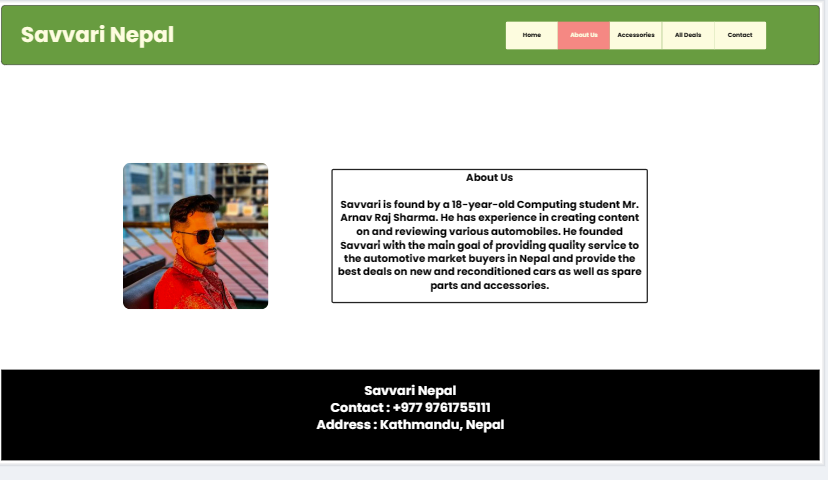 Savvari Nepal
Home
About Us
Accessories
All Deals
Contact
About Us
Savvari is found by a 18-year-old Computing student Mr.
Arnav Raj Sharma. He has experience in creating content
on and reviewing various automobiles. He founded
Savvari with the main goal of providing quality service to
the automotive market buyers in Nepal and provide the
best deals on new and reconditioned cars as well as spare
parts and accessories.
Savvari Nepal
Contact : +977 9761755111
Address : Kathmandu, Nepal